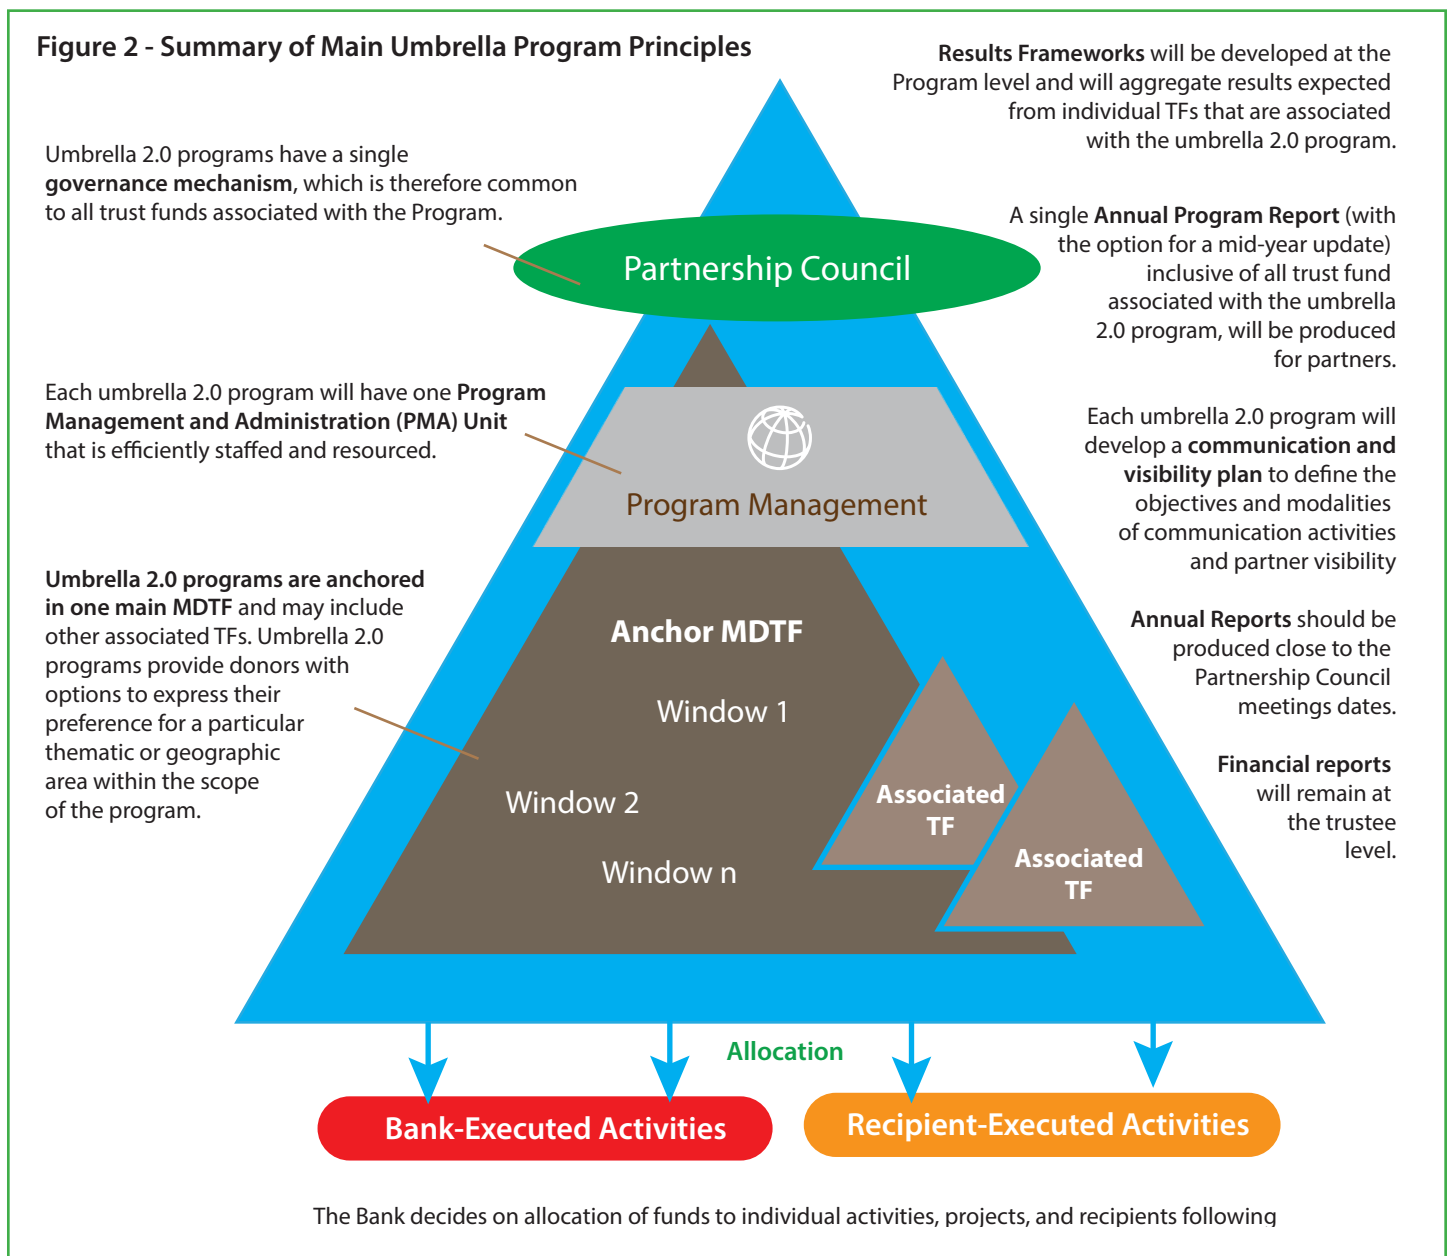 Figure 2 - Summary of Main Umbrella Program Principles
Umbrella 2.0 programs have a single
governance mechanism, which is therefore common
to all trust funds associated with the Program.
Each umbrella 2.0 program will have one Program
Management and Administration (PMA) Unit
that is efficiently staffed and resourced.
Umbrella 2.0 programs are anchored
in one main MDTF and may include
other associated TFs. Umbrella 2.0
programs provide donors with
options to express their
preference for a particular
thematic or geographic
area within the scope
of the program.
Partnership Council
Program Management
Anchor MDTF
Window 1
Window 2
Window n
Associated
TF
Associated
TF
Results Frameworks will be developed at the
Program level and will aggregate results expected
from individual TFs that are associated
with the umbrella 2.0 program.
A single Annual Program Report (with
the option for a mid-year update)
inclusive of all trust fund
associated with the umbrella
2.0 program, will be produced
for partners.
Each umbrella 2.0 program will
develop a communication and
visibility plan to define the
objectives and modalities
of communication activities
and partner visibility
Annual Reports should be
produced close to the
Partnership Council
meetings dates.
Financial reports
will remain at
the trustee
level.
Allocation
Bank-Executed Activities
Recipient-Executed Activities
The Bank decides on allocation of funds to individual activities, projects, and recipients following